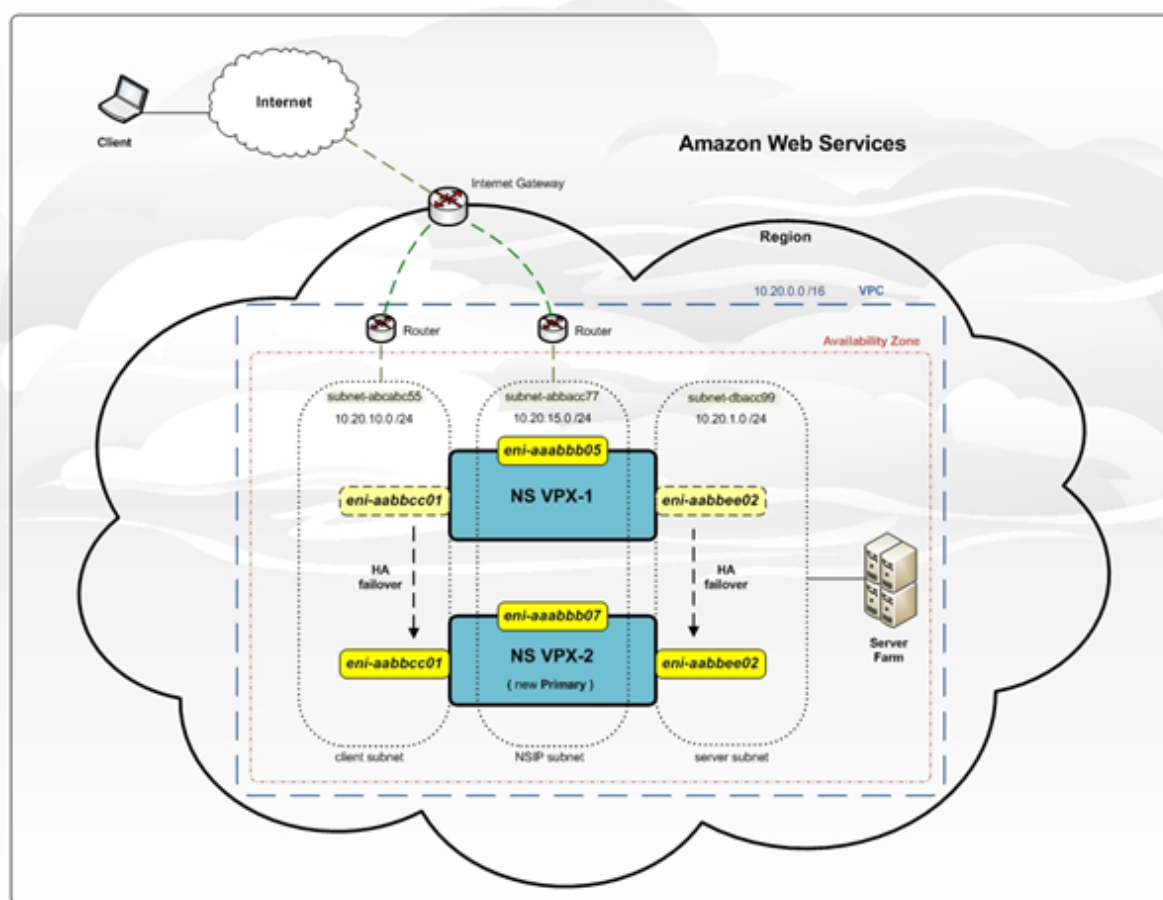 Internet
Client
Amazon Web Services
Internet Gateway
Region
10.20.0.0 /16 VPC
Router
Router
Availability Zone
subnet-abcabc55
subnet-abbacc77
subnet-dbacc99
10.20.10.0 /24
10.20.15.0 /24
10.20.1.0 /24
eni-aaabbb05
NS VPX-1
eni-aabbcc01
eni-aabbee02
HA
failover
HA
failover
eni-aaabbb07
NS VPX-2
( new Primary )
eni-aabbcc01
eni-aabbee02
Server
Farm
client subnet
NSIP subnet
server subnet